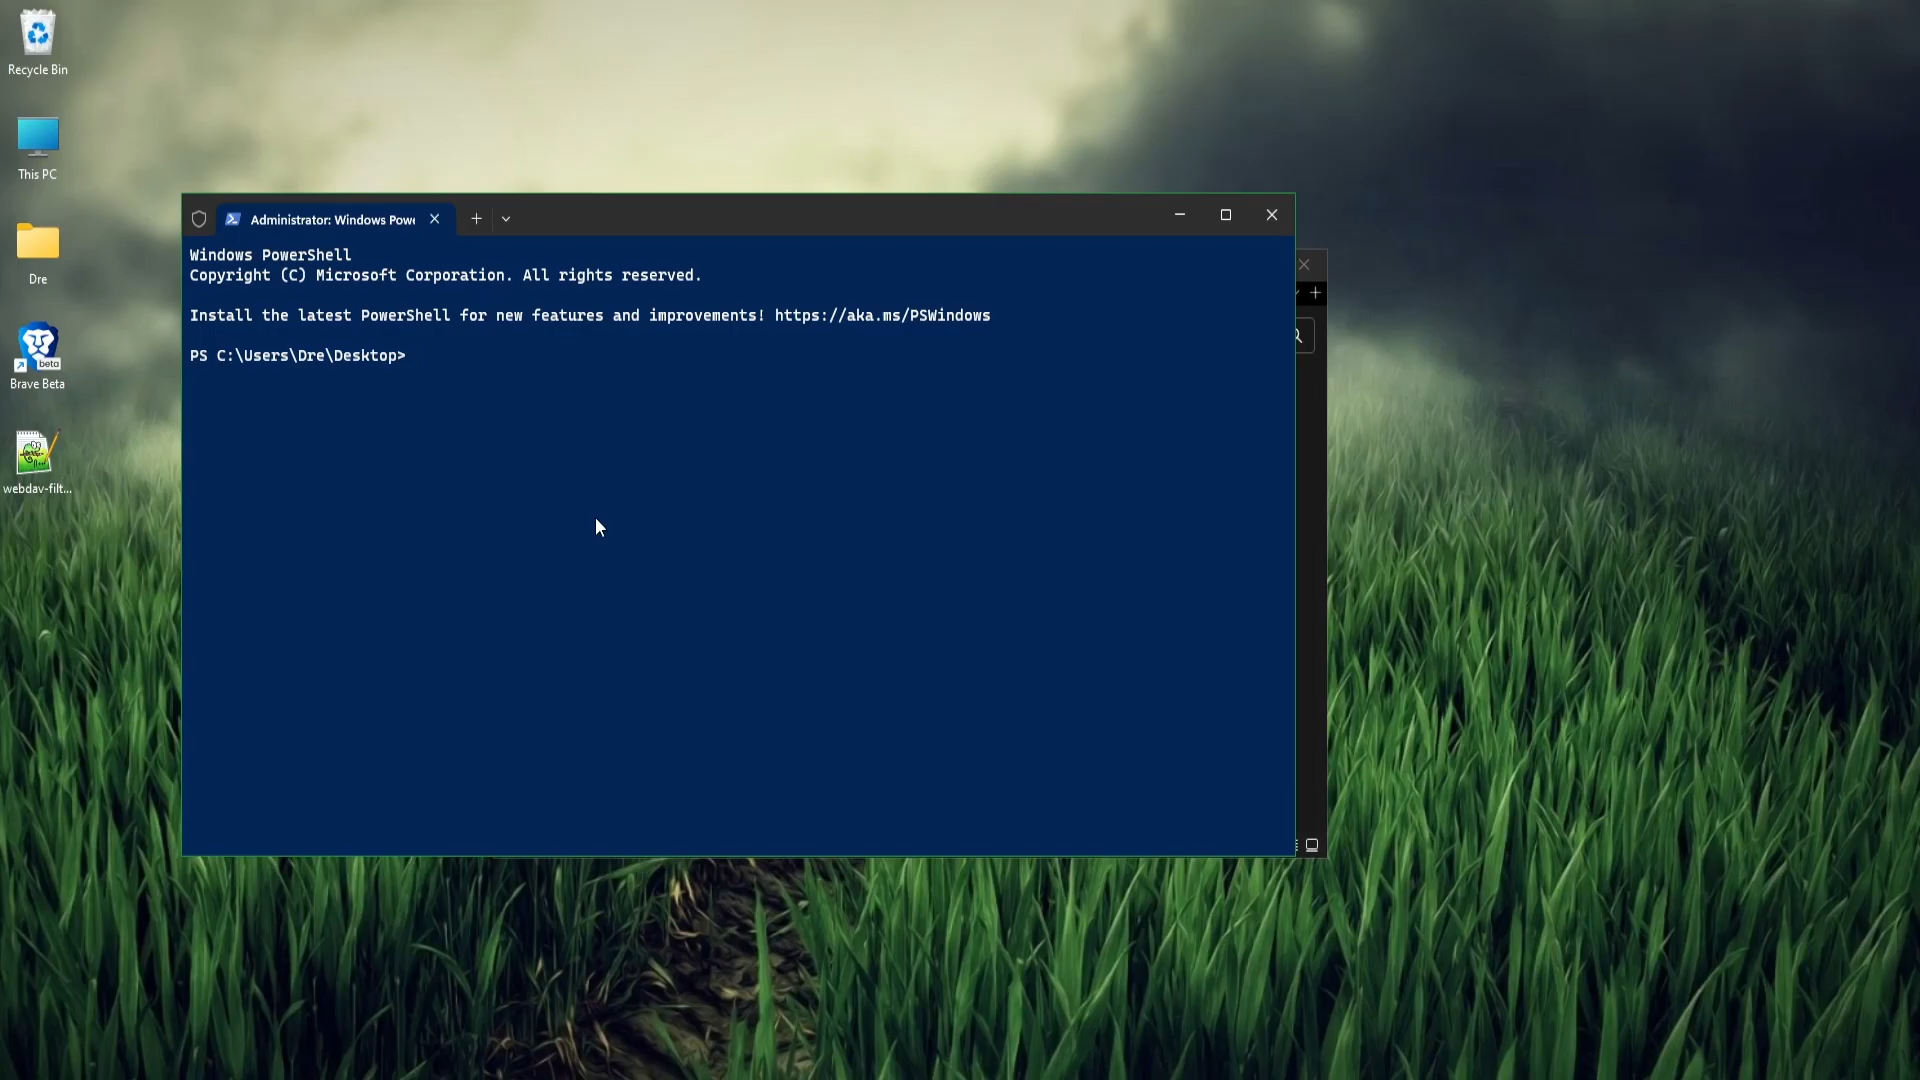 Recycle Bin
This PC
Dre
beta
Brave Beta
webdav-filt...
Administrator: Windows Powe
Windows PowerShell
Copyright (C) Microsoft Corporation. All rights reserved.
Install the latest PowerShell for new features and improvements! https://aka.ms/PSWindows
PS C:\Users\Dre\Desktop>